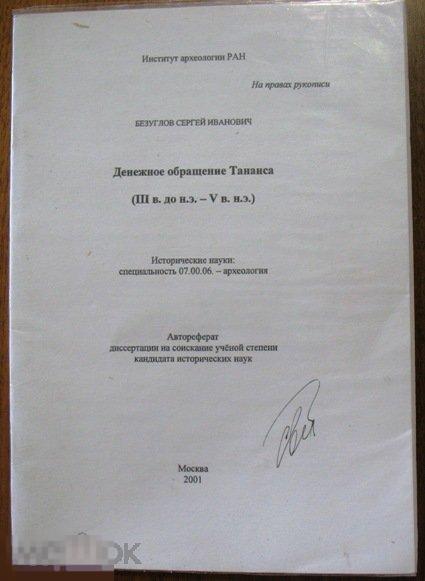 Институт археологии РАН
На правах рукописи
БЕЗУГЛОВ СЕРГЕЙ ИВАНОВИЧ
Денежное обращение Танаиса
(III в. до н.э. – V в. н.э.)
Исторические науки:
специальность 07.00.06. – археология
Автореферат
диссертации на соискание учёной степени
кандидата исторических наук
Москва
2001